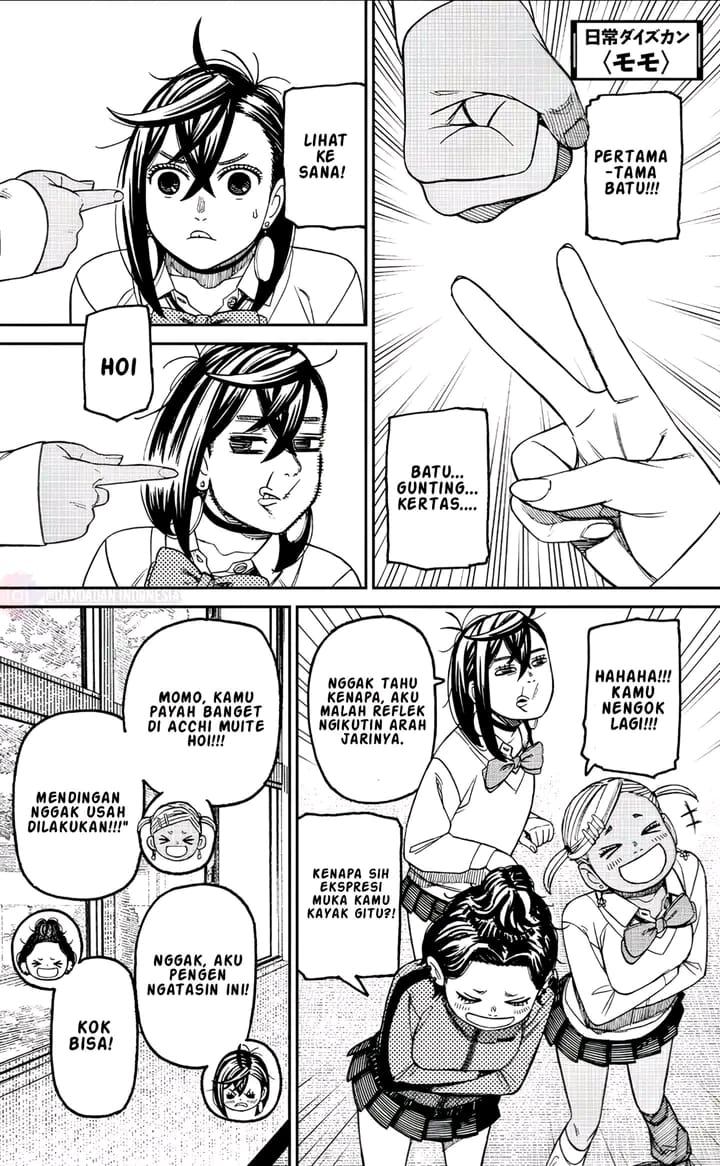 日常ダイズカン
〈モモ〉
PERTAMA
-TAMA
BATU!!!
BATU...
GUNTING...
KERTAS....
LIHAT
KE
SANA!
HOI
@DANDADAN.INDONESIA
HAHAHA!!!
KAMU
NENGOK
LAGI!!!
NGGAK TAHU
KENAPA, AKU
MALAH REFLEK
NGIKUTIN ARAH
JARINYA.
KENAPA SIH
EKSPRESI
MUKA KAMU
KAYAK GITU?!
MOMO, KAMU
PAYAH BANGET
DI ACCHI MUITE
HOI!!!
MENDINGAN
NGGAK USAH
DILAKUKAN!!!"
NGGAK, AKU
PENGEN
NGATASIN INI!
KOK
BISA!